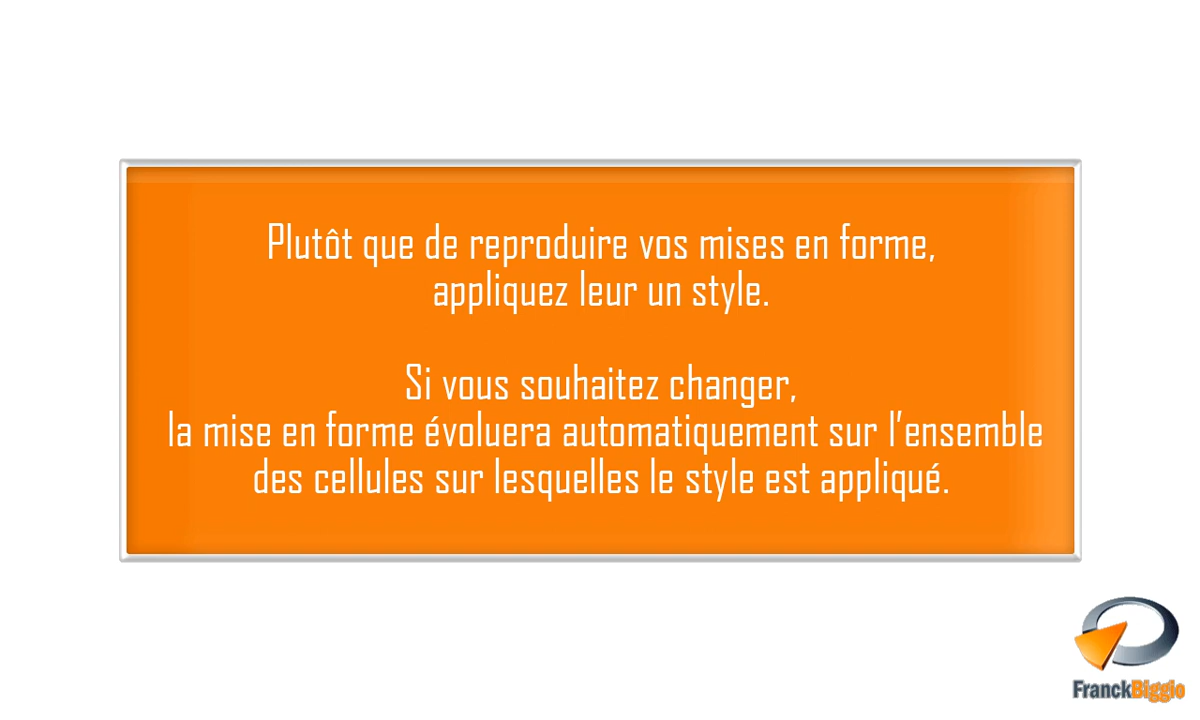 Plutôt que de reproduire vos mises en forme,
appliquez leur un style.
Si vous souhaitez changer,
la mise en forme évoluera automatiquement sur l'ensemble
des cellules sur lesquelles le style est appliqué.
FranckBiggio